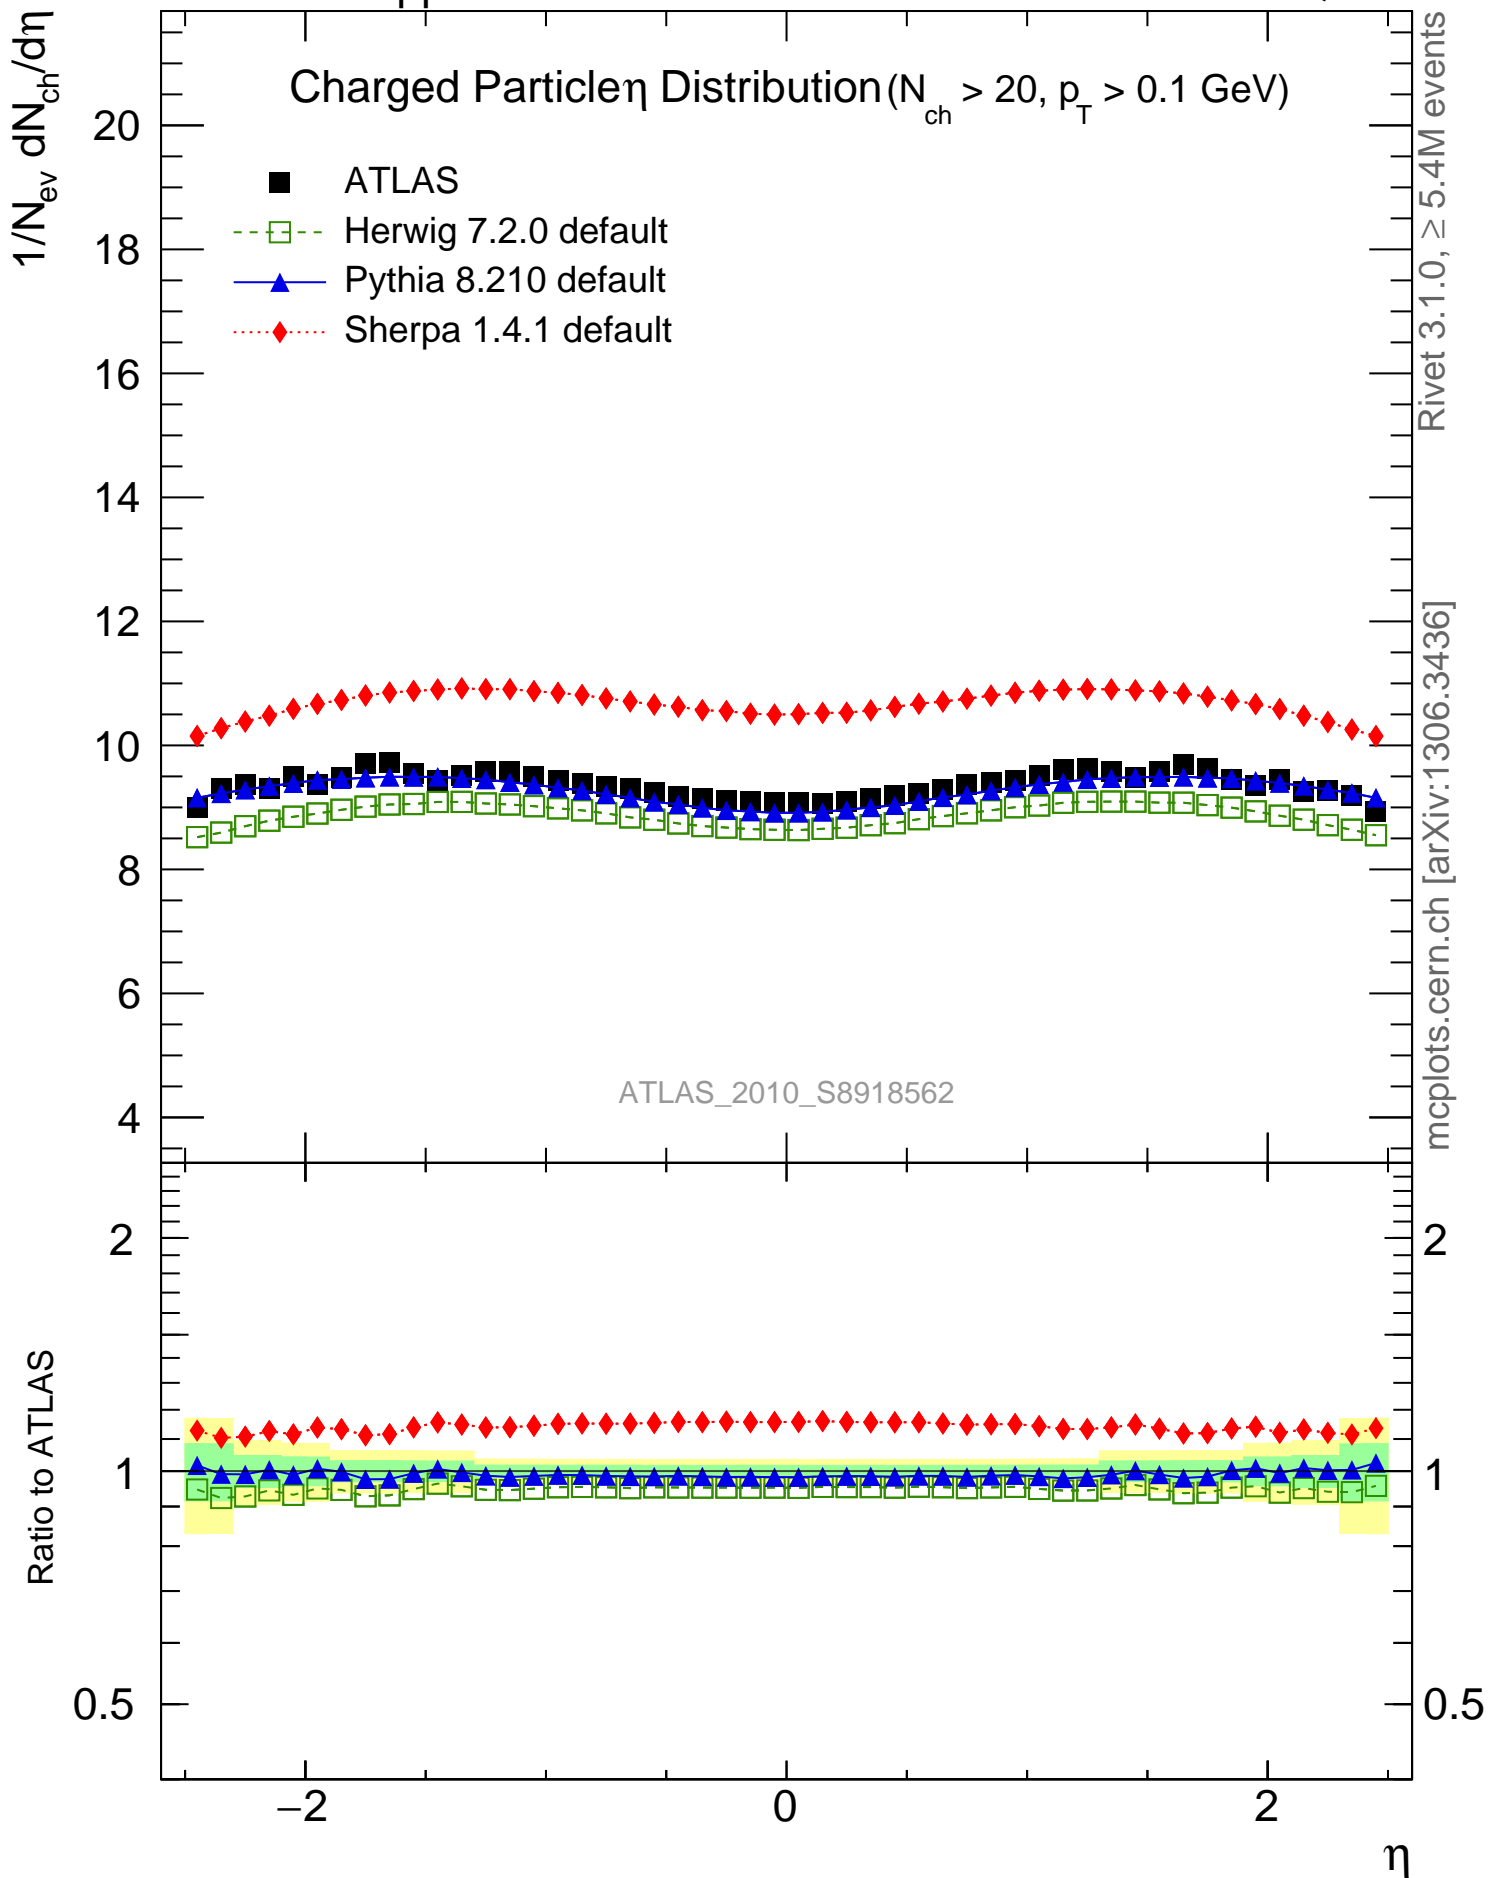 pp
1/N_ev dN_ch/dη
Charged Particleη Distribution (N_ch > 20, p_T > 0.1 GeV)
ATLAS
Herwig 7.2.0 default
Pythia 8.210 default
Sherpa 1.4.1 default
20
18
16
14
12
10
8
6
4
ATLAS_2010_S8918562
Rivet 3.1.0, ≥ 5.4M events
mcplots.cern.ch [arXiv:1306.3436]
Ratio to ATLAS
2
1
0.5
2
1
0.5
−2
0
2
η